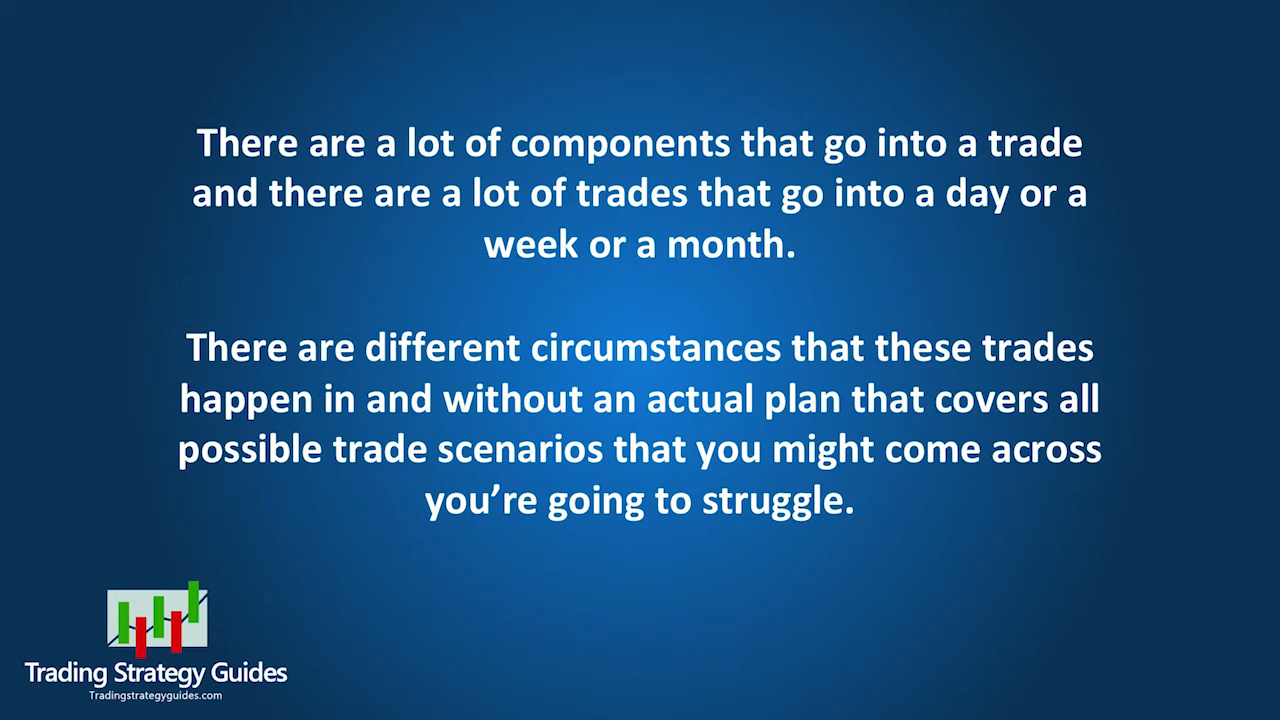 There are a lot of components that go into a trade
and there are a lot of trades that go into a day or a
week or a month.
There are different circumstances that these trades
happen in and without an actual plan that covers all
possible trade scenarios that you might come across
you’re going to struggle.
Trading Strategy Guides
Tradingstrategyguides.com